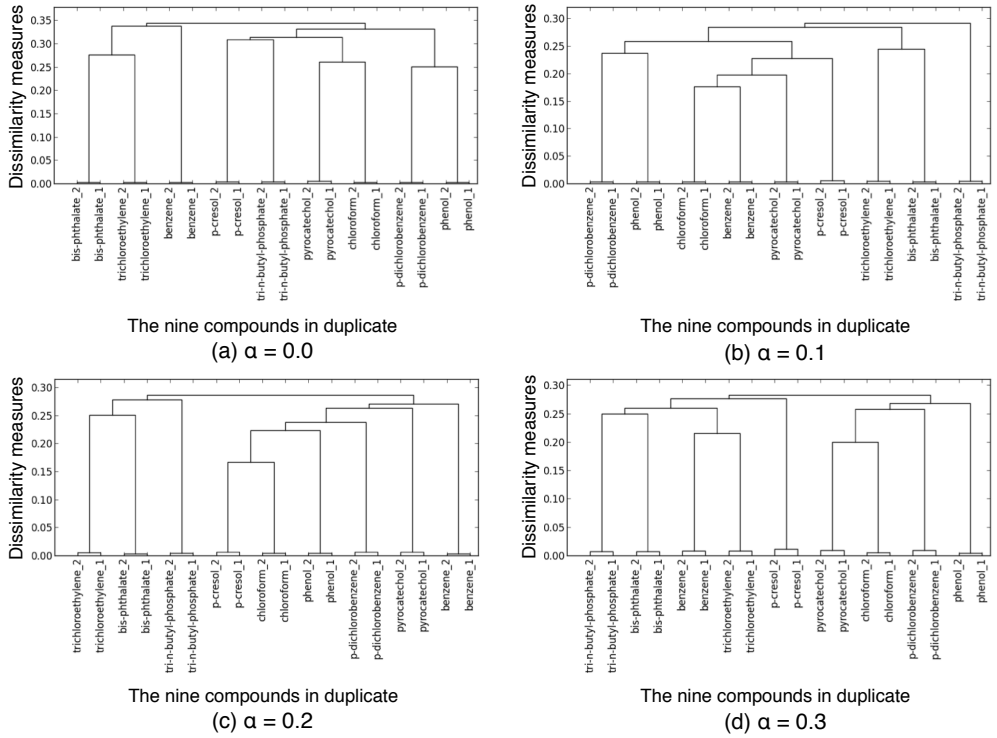 Dissimilarity measures
0.35
0.30
0.25
0.20
0.15
0.10
0.05
0.00
bis-phthalate_2
bis-phthalate_1
trichloroethylene_2
trichloroethylene_1
benzene_2
benzene_1
p-cresol_2
p-cresol_1
tri-n-butyl-phosphate_2
tri-n-butyl-phosphate_1
pyrocatechol_2
pyrocatechol_1
chloroform_2
chloroform_1
p-dichlorobenzene_2
p-dichlorobenzene_1
phenol_2
phenol_1
The nine compounds in duplicate
(a) α = 0.0
Dissimilarity measures
0.30
0.25
0.20
0.15
0.10
0.05
0.00
p-dichlorobenzene_2
p-dichlorobenzene_1
phenol_2
phenol_1
chloroform_2
chloroform_1
benzene_2
benzene_1
pyrocatechol_2
pyrocatechol_1
p-cresol_2
p-cresol_1
trichloroethylene_2
trichloroethylene_1
bis-phthalate_2
bis-phthalate_1
tri-n-butyl-phosphate_2
tri-n-butyl-phosphate_1
The nine compounds in duplicate
(b) α = 0.1
Dissimilarity measures
0.30
0.25
0.20
0.15
0.10
0.05
0.00
trichloroethylene_2
trichloroethylene_1
bis-phthalate_2
bis-phthalate_1
tri-n-butyl-phosphate_2
tri-n-butyl-phosphate_1
p-cresol_2
p-cresol_1
chloroform_2
chloroform_1
phenol_2
phenol_1
p-dichlorobenzene_2
p-dichlorobenzene_1
pyrocatechol_2
pyrocatechol_1
benzene_2
benzene_1
The nine compounds in duplicate
(c) α = 0.2
Dissimilarity measures
0.30
0.25
0.20
0.15
0.10
0.05
0.00
tri-n-butyl-phosphate_2
tri-n-butyl-phosphate_1
bis-phthalate_2
bis-phthalate_1
benzene_2
benzene_1
trichloroethylene_2
trichloroethylene_1
p-cresol_2
p-cresol_1
pyrocatechol_2
pyrocatechol_1
chloroform_2
chloroform_1
p-dichlorobenzene_2
p-dichlorobenzene_1
phenol_2
phenol_1
The nine compounds in duplicate
(d) α = 0.3